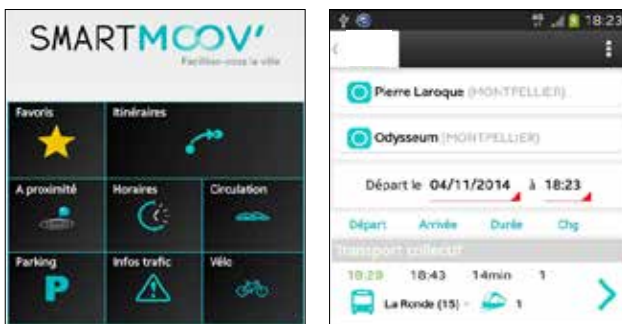 SMARTMOOV'
Facilitez-vous la ville
Favoris
Itinéraires
A proximité
Horaires
Circulation
Parking
P
Infos trafic
Vélo
18:23
Pierre Laroque (MONTPELLIER)
Odysseum (MONTPELLIER)
Départ le 04/11/2014 à 18:23
Départ Arrivée Durée Chg
Transport collectif
18:29 18:43 14min 1
La Ronde (15) - 1